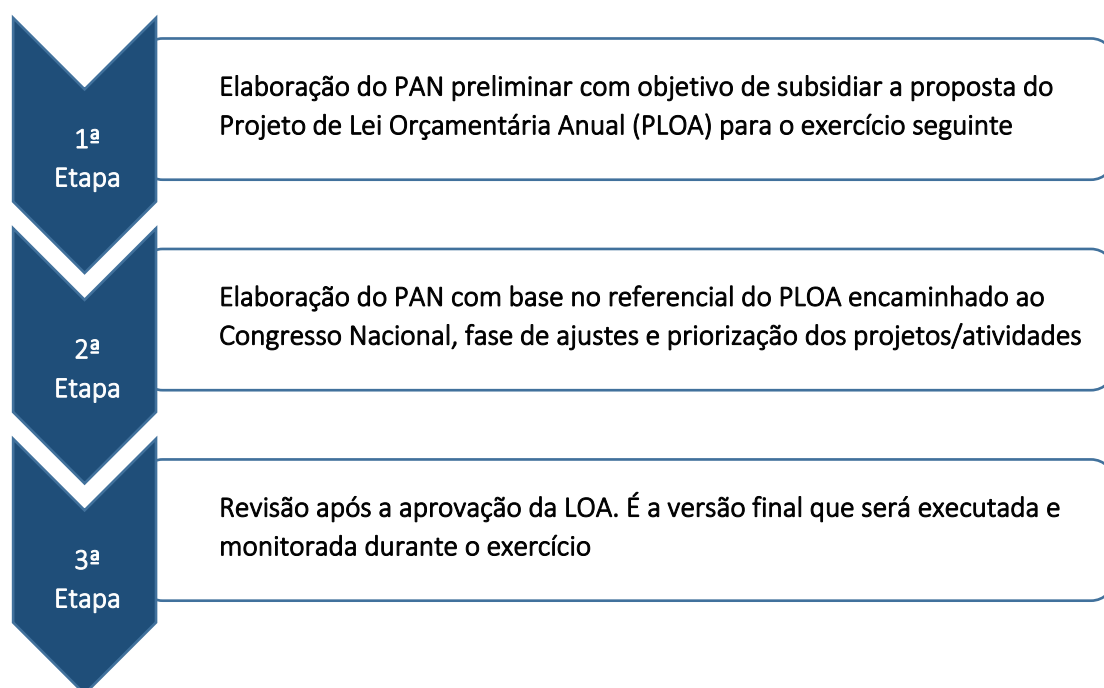 1ª
Etapa
Elaboração do PAN preliminar com objetivo de subsidiar a proposta do
Projeto de Lei Orçamentária Anual (PLOA) para o exercício seguinte
2ª
Etapa
Elaboração do PAN com base no referencial do PLOA encaminhado ao
Congresso Nacional, fase de ajustes e priorização dos projetos/atividades
3ª
Etapa
Revisão após a aprovação da LOA. É a versão final que será executada e
monitorada durante o exercício